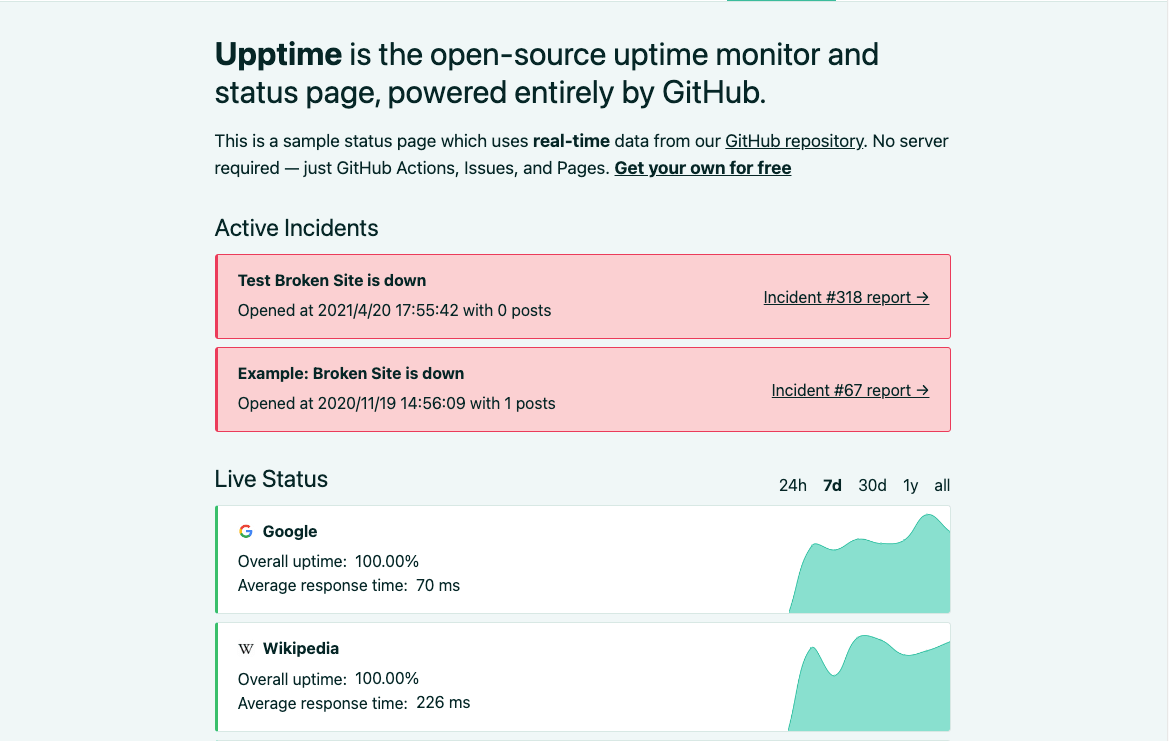 Upptime is the open-source uptime monitor and
status page, powered entirely by GitHub.
This is a sample status page which uses real-time data from our GitHub repository. No server
required — just GitHub Actions, Issues, and Pages. Get your own for free
Active Incidents
Test Broken Site is down
Opened at 2021/4/20 17:55:42 with 0 posts
Incident #318 report →
Example: Broken Site is down
Opened at 2020/11/19 14:56:09 with 1 posts
Incident #67 report →
Live Status
24h 7d 30d 1y all
G Google
Overall uptime: 100.00%
Average response time: 70 ms
W Wikipedia
Overall uptime: 100.00%
Average response time: 226 ms